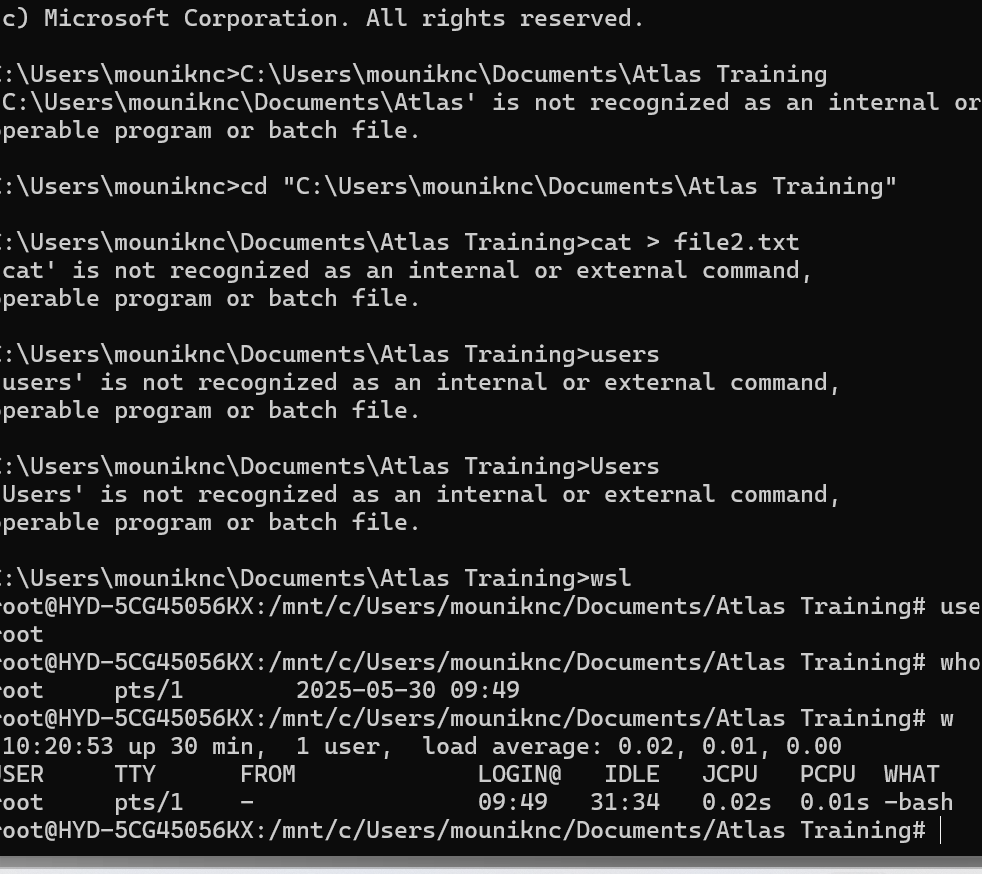 c) Microsoft Corporation. All rights reserved.
:\Users\mouniknc>C:\Users\mouniknc\Documents\Atlas Training
C:\Users\mouniknc\Documents\Atlas' is not recognized as an internal or
perable program or batch file.
:\Users\mouniknc>cd "C:\Users\mouniknc\Documents\Atlas Training"
:\Users\mouniknc\Documents\Atlas Training>cat > file2.txt
cat' is not recognized as an internal or external command,
perable program or batch file.
:\Users\mouniknc\Documents\Atlas Training>users
users' is not recognized as an internal or external command,
perable program or batch file.
:\Users\mouniknc\Documents\Atlas Training>Users
Users' is not recognized as an internal or external command,
perable program or batch file.
:\Users\mouniknc\Documents\Atlas Training>wsl
root@HYD-5CG45056KX:/mnt/c/Users/mouniknc/Documents/Atlas Training# use
root
root@HYD-5CG45056KX:/mnt/c/Users/mouniknc/Documents/Atlas Training# who
root pts/1 2025-05-30 09:49
root@HYD-5CG45056KX:/mnt/c/Users/mouniknc/Documents/Atlas Training# w
10:20:53 up 30 min, 1 user, load average: 0.02, 0.01, 0.00
USER TTY FROM LOGIN@ IDLE JCPU PCPU WHAT
root pts/1 - 09:49 31:34 0.02s 0.01s -bash
root@HYD-5CG45056KX:/mnt/c/Users/mouniknc/Documents/Atlas Training#